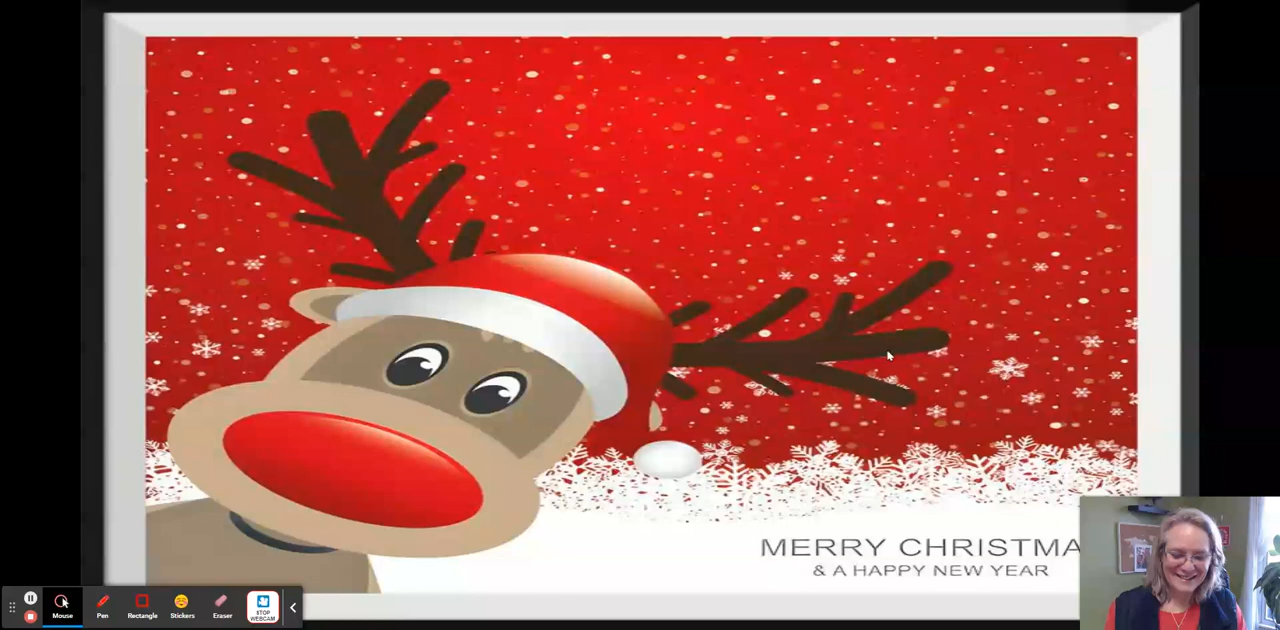 MERRY CHRISTMA
& A HAPPY NEW YEAR
Mouse
Pen
Rectangle
Stickers
Eraser
STOP
WEBCAM